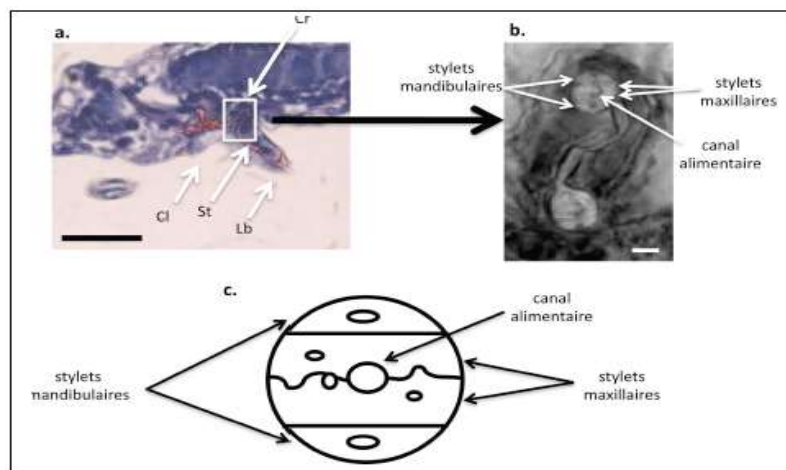 Cr
a.
b.
stylets
mandibulaires
stylets
maxillaires
canal
alimentaire
Cl
St
Lb
c.
canal
alimentaire
stylets
mandibulaires
stylets
maxillaires